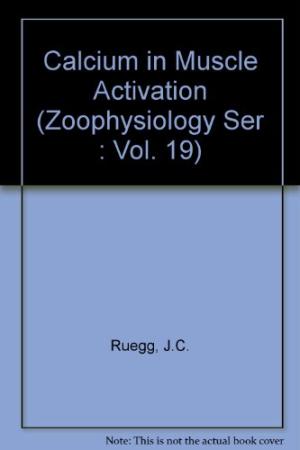 Calcium in Muscle
Activation
(Zoophysiology Ser
: Vol. 19)
Ruegg, J.C.
Note: This is not the actual book cover